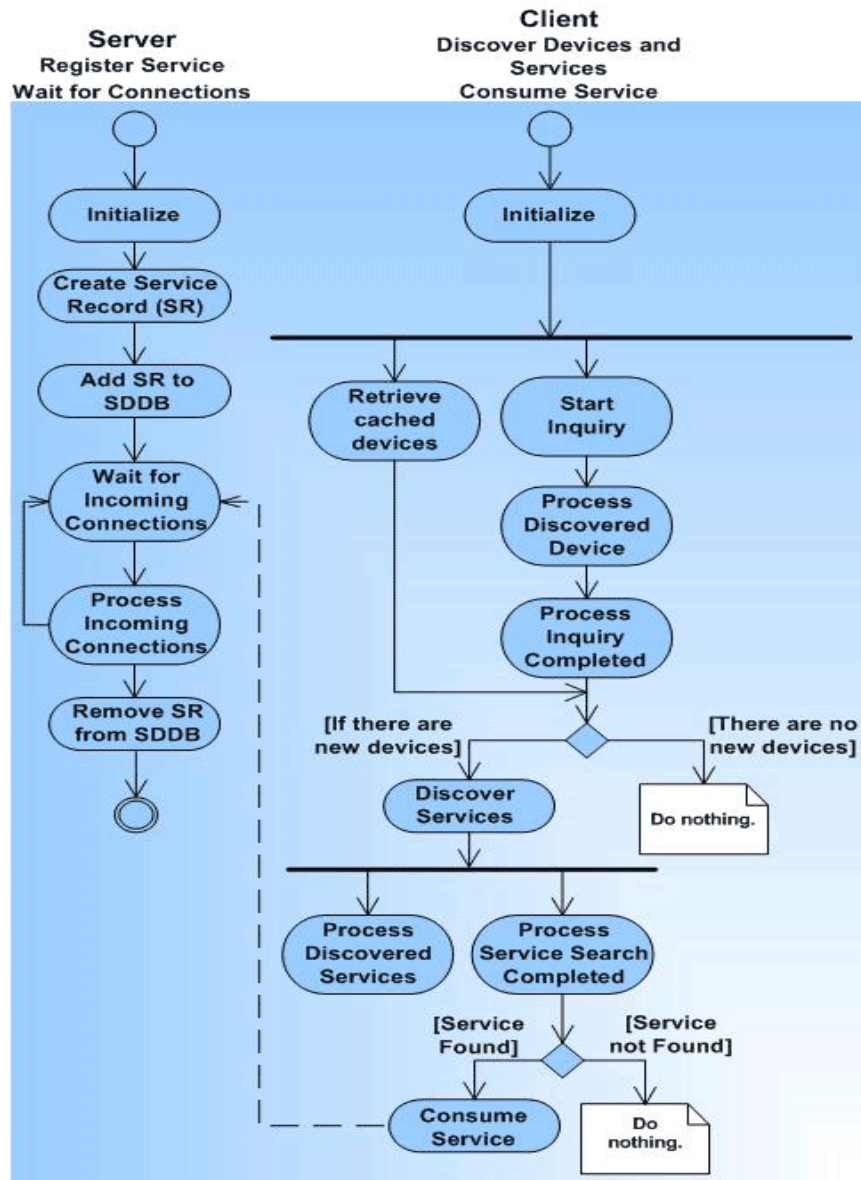 Server
Register Service
Wait for Connections
Client
Discover Devices and
Services
Consume Service
Initialize
Create Service
Record (SR)
Add SR to
SDDB
Wait for
Incoming
Connections
Process
Incoming
Connections
Remove SR
from SDDB
Initialize
Retrieve
cached
devices
Start
Inquiry
Process
Discovered
Device
Process
Inquiry
Completed
[If there are
new devices]
[There are no
new devices]
Discover
Services
Do nothing.
Process
Discovered
Services
Process
Service Search
Completed
[Service
Found]
[Service
not Found]
Consume
Service
Do
nothing.